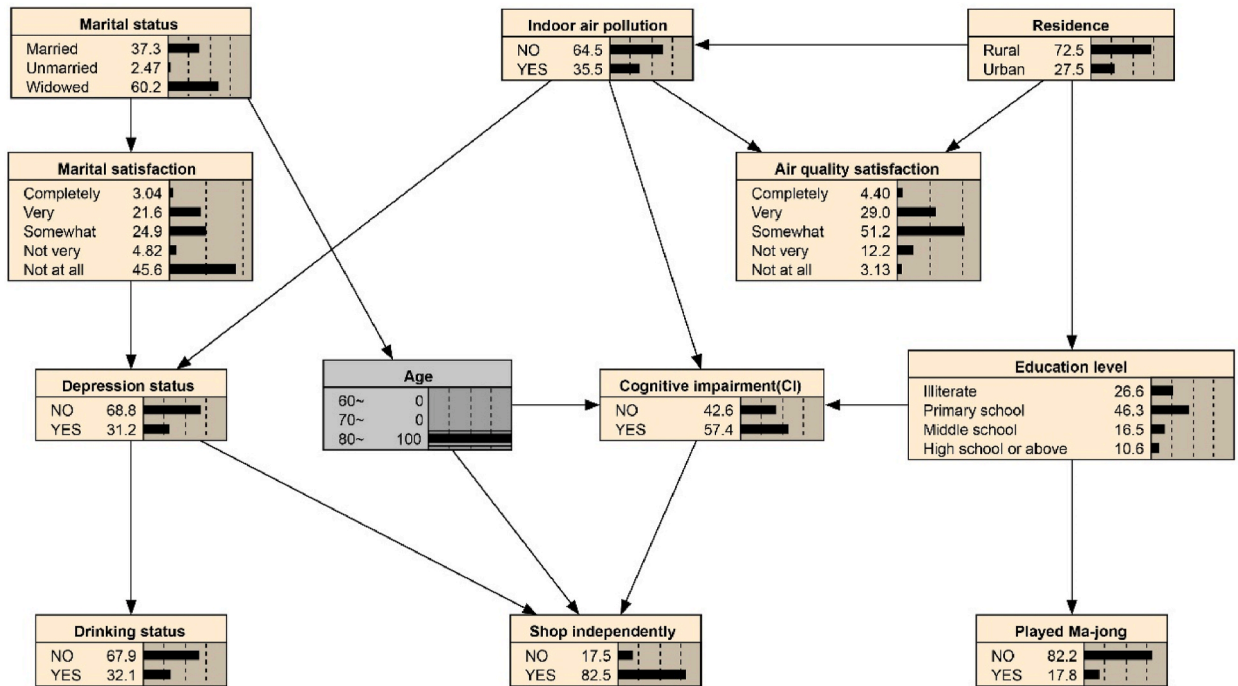 Marital status
Married 37.3
Unmarried 2.47
Widowed 60.2
Indoor air pollution
NO 64.5
YES 35.5
Residence
Rural 72.5
Urban 27.5
Marital satisfaction
Completely 3.04
Very 21.6
Somewhat 24.9
Not very 4.82
Not at all 45.6
Air quality satisfaction
Completely 4.40
Very 29.0
Somewhat 51.2
Not very 12.2
Not at all 3.13
Depression status
NO 68.8
YES 31.2
Age
60~ 0
70~ 0
80~ 100
Cognitive impairment(CI)
NO 42.6
YES 57.4
Education level
Illiterate 26.6
Primary school 46.3
Middle school 16.5
High school or above 10.6
Drinking status
NO 67.9
YES 32.1
Shop independently
NO 17.5
YES 82.5
Played Ma-jong
NO 82.2
YES 17.8